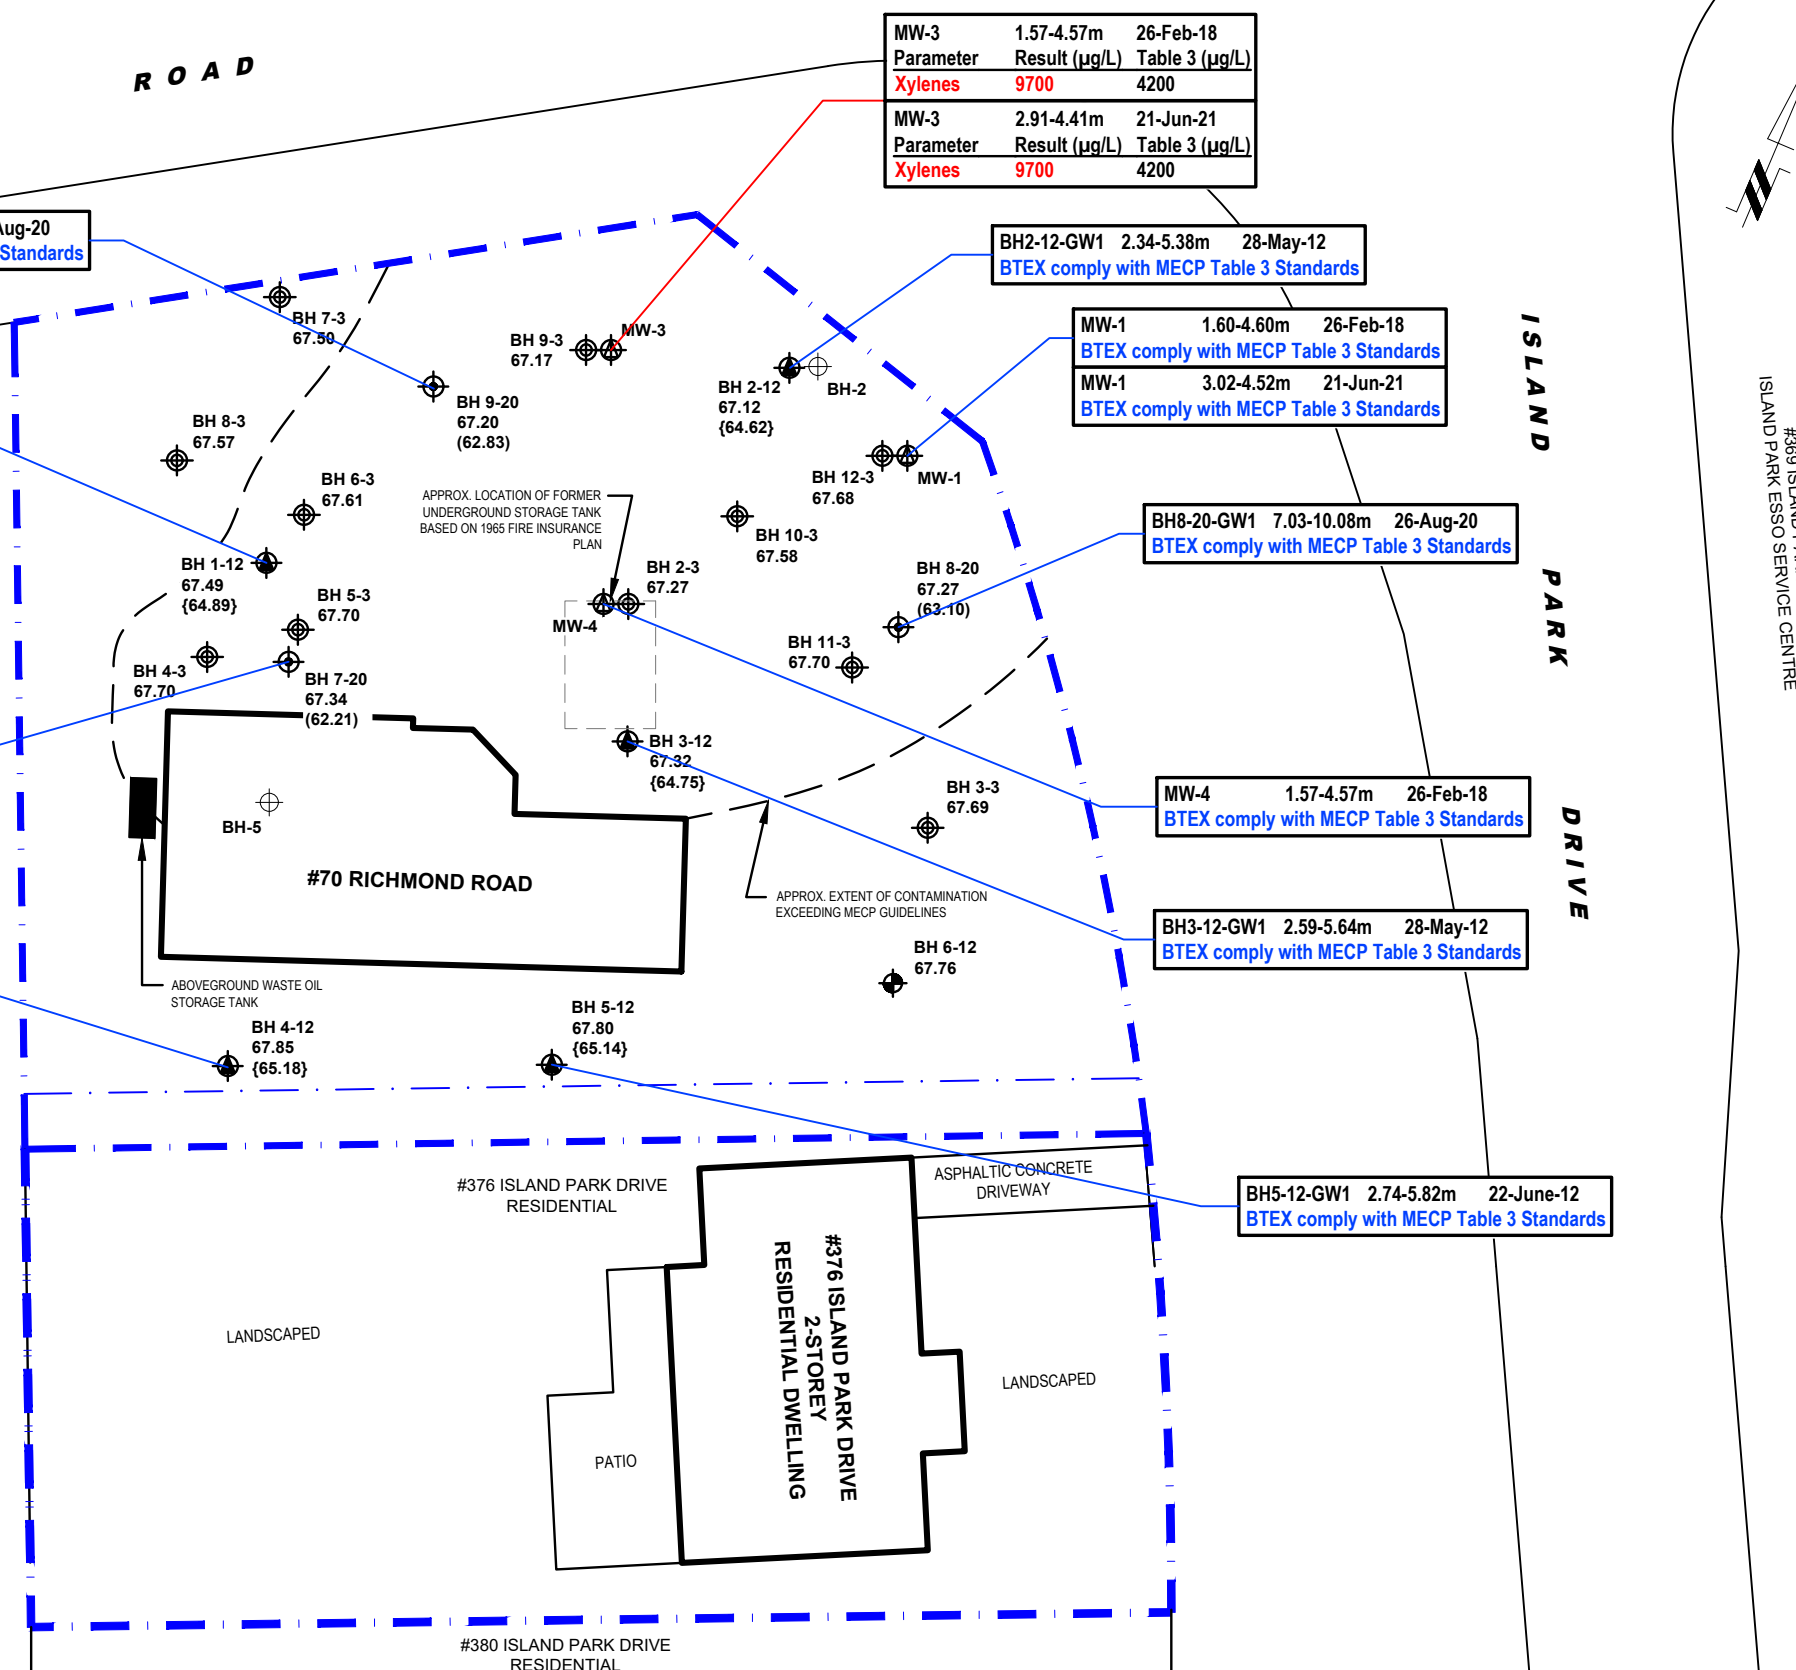 ROAD
MW-3 1.57-4.57m 26-Feb-18
Parameter Result (µg/L) Table 3 (µg/L)
Xylenes 9700 4200
MW-3 2.91-4.41m 21-Jun-21
Parameter Result (µg/L) Table 3 (µg/L)
Xylenes 9700 4200
Aug-20
Standards
BH2-12-GW1 2.34-5.38m 28-May-12
BTEX comply with MECP Table 3 Standards
MW-1 1.60-4.60m 26-Feb-18
BTEX comply with MECP Table 3 Standards
MW-1 3.02-4.52m 21-Jun-21
BTEX comply with MECP Table 3 Standards
BH 7-3
67.50
BH 9-3
67.17
MW-3
BH 9-20
67.20
(62.83)
BH 2-12
67.12
{64.62}
BH-2
BH 8-3
67.57
BH 6-3
67.61
BH 12-3
67.68
MW-1
APPROX. LOCATION OF FORMER
UNDERGROUND STORAGE TANK
BASED ON 1965 FIRE INSURANCE
PLAN
BH 10-3
67.58
BH8-20-GW1 7.03-10.08m 26-Aug-20
BTEX comply with MECP Table 3 Standards
BH 1-12
67.49
{64.89}
BH 5-3
67.70
BH 2-3
67.27
MW-4
BH 8-20
67.27
(63.10)
BH 11-3
67.70
BH 4-3
67.70
BH 7-20
67.34
(62.21)
BH 3-12
67.32
{64.75}
BH 3-3
67.69
MW-4 1.57-4.57m 26-Feb-18
BTEX comply with MECP Table 3 Standards
BH-5
#70 RICHMOND ROAD
APPROX. EXTENT OF CONTAMINATION
EXCEEDING MECP GUIDELINES
BH3-12-GW1 2.59-5.64m 28-May-12
BTEX comply with MECP Table 3 Standards
BH 6-12
67.76
ABOVEGROUND WASTE OIL
STORAGE TANK
BH 4-12
67.85
{65.18}
BH 5-12
67.80
{65.14}
ISLAND PARK DRIVE
#369 ISLAND
ISLAND PARK ESSO SERVICE CENTRE
#376 ISLAND PARK DRIVE
RESIDENTIAL
ASPHALTIC CONCRETE
DRIVEWAY
BH5-12-GW1 2.74-5.82m 22-June-12
BTEX comply with MECP Table 3 Standards
#376 ISLAND PARK DRIVE
2-STOREY
RESIDENTIAL DWELLING
LANDSCAPED
LANDSCAPED
PATIO
#380 ISLAND PARK DRIVE
RESIDENTIAL